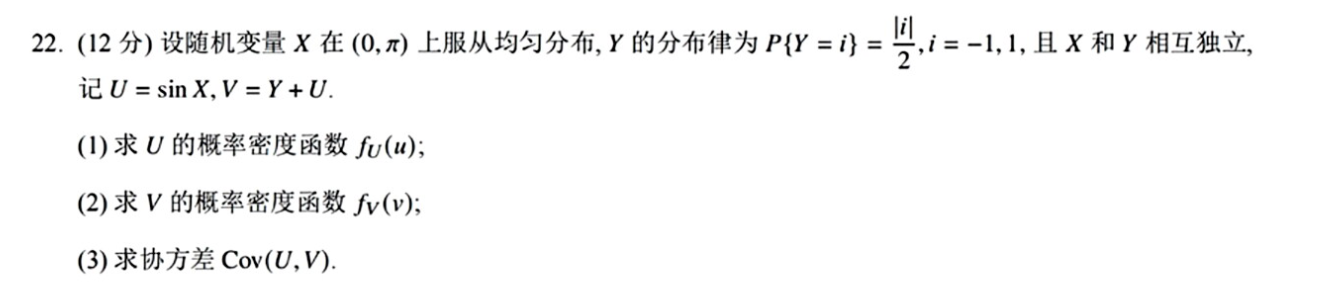 22. (12 分) 设随机变量 X 在 (0, π) 上服从均匀分布, Y 的分布律为 P{Y = i} = |i|/2, i = −1, 1, 且 X 和 Y 相互独立,
记 U = sin X, V = Y + U.
(1) 求 U 的概率密度函数 f_U(u);
(2) 求 V 的概率密度函数 f_V(v);
(3) 求协方差 Cov(U, V).